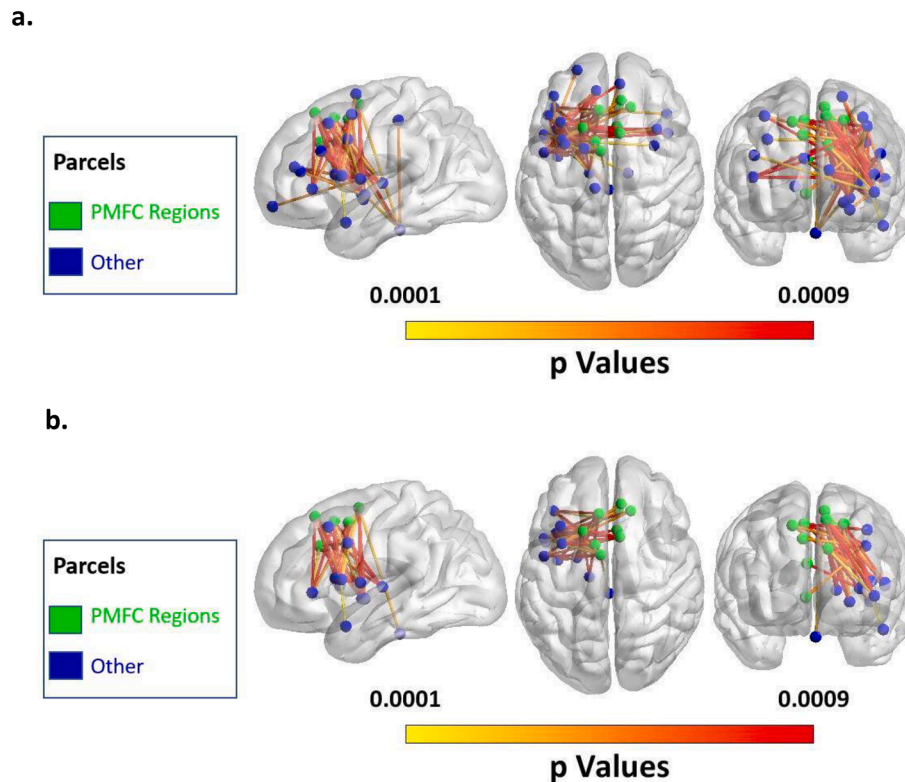 a.
Parcels
PMFC Regions
Other
0.0001
0.0009
p Values
b.
Parcels
PMFC Regions
Other
0.0001
0.0009
p Values